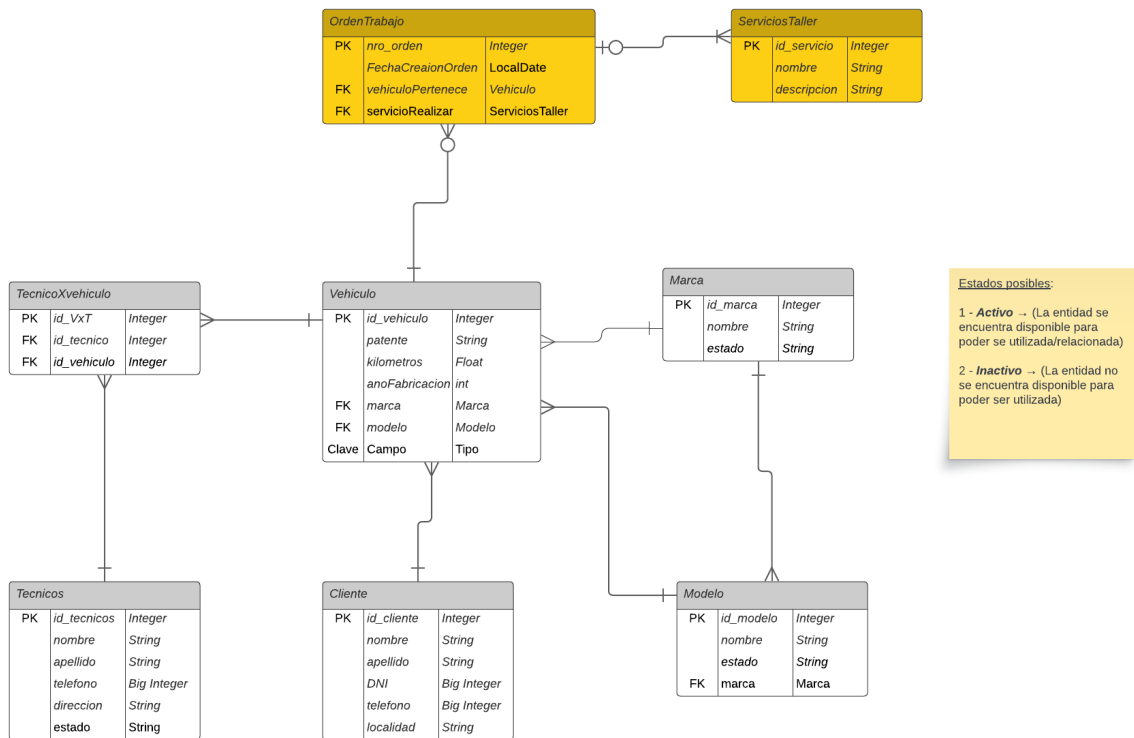 OrdenTrabajo
PK nro_orden Integer
FechaCreaionOrden LocalDate
FK vehiculoPertenece Vehiculo
FK servicioRealizar ServiciosTaller
ServiciosTaller
PK id_servicio Integer
nombre String
descripcion String
TecnicoXvehiculo
PK id_VxT Integer
FK id_tecnico Integer
FK id_vehiculo Integer
Vehiculo
PK id_vehiculo Integer
patente String
kilometros Float
anoFabricacion int
FK marca Marca
FK modelo Modelo
Clave Campo Tipo
Marca
PK id_marca Integer
nombre String
estado String
Estados posibles:
1 - Activo → (La entidad se
encuentra disponible para
poder se utilizada/relacionada)
2 - Inactivo → (La entidad no
se encuentra disponible para
poder ser utilizada)
Tecnicos
PK id_tecnicos Integer
nombre String
apellido String
telefono Big Integer
direccion String
estado String
Cliente
PK id_cliente Integer
nombre String
apellido String
DNI Big Integer
telefono Big Integer
localidad String
Modelo
PK id_modelo Integer
nombre String
estado String
FK marca Marca